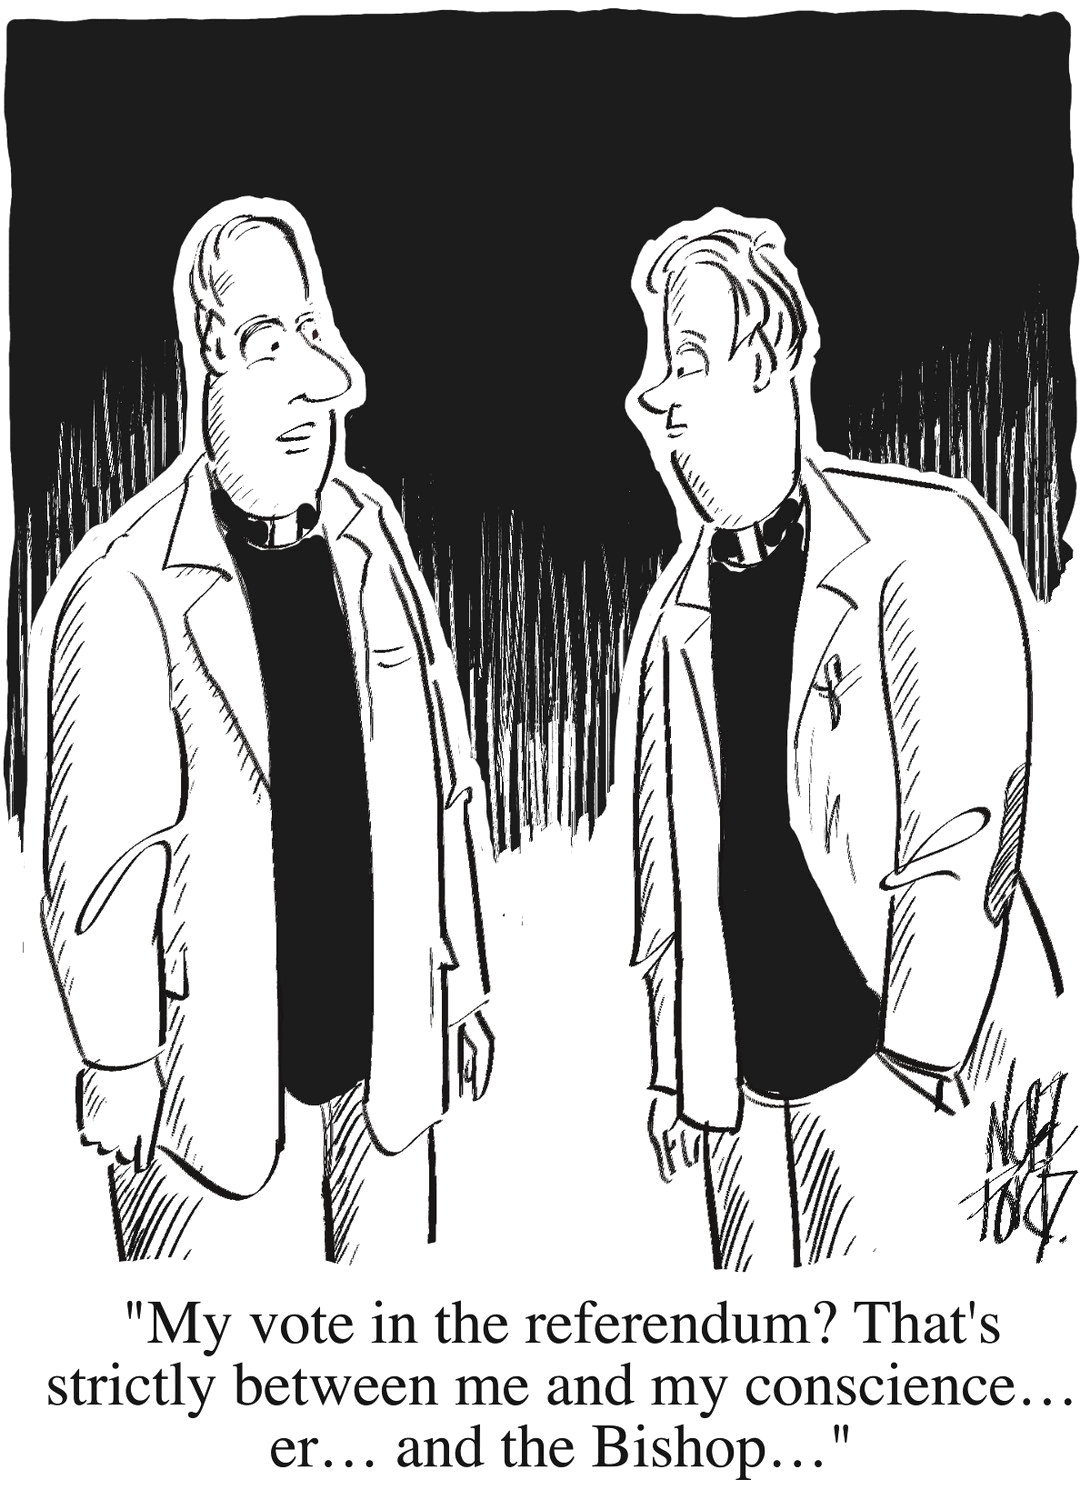 "My vote in the referendum? That's
strictly between me and my conscience…
er… and the Bishop…"